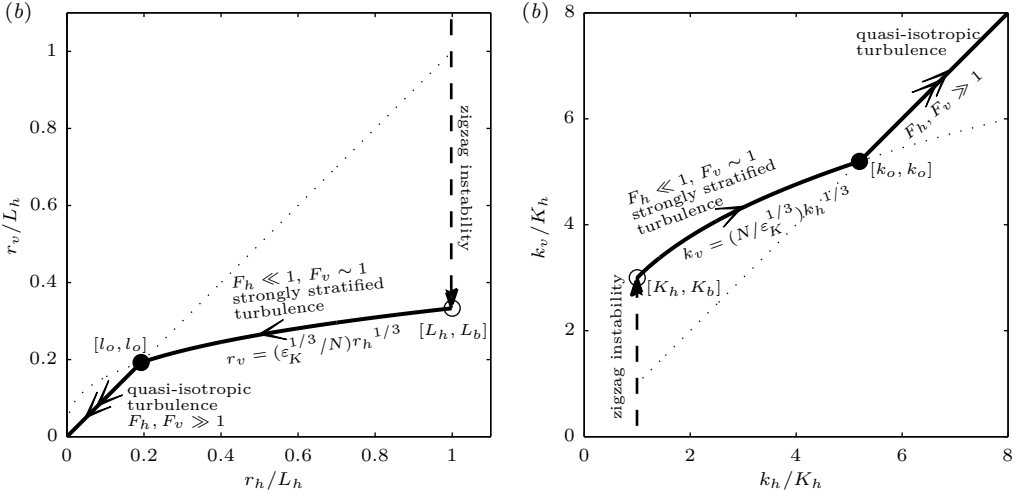 (b)
1
0.8
0.6
0.4
0.2
0
0 0.2 0.4 0.6 0.8 1
r_v/L_h
r_h/L_h
zigzag instability
F_h ≪ 1, F_v ∼ 1
strongly stratified
turbulence
r_v = (ε_K^{1/3}/N)r_h^{1/3}
[L_h, L_b]
[l_o, l_o]
quasi-isotropic
turbulence
F_h, F_v ≫ 1
(b)
8
6
4
2
0
0 2 4 6 8
k_v/K_h
k_h/K_h
quasi-isotropic
turbulence
F_h, F_v ≫ 1
[k_o, k_o]
F_h ≪ 1, F_v ∼ 1
strongly stratified
turbulence
k_v = (N/ε_K^{1/3})k_h^{1/3}
[K_h, K_b]
zigzag instability